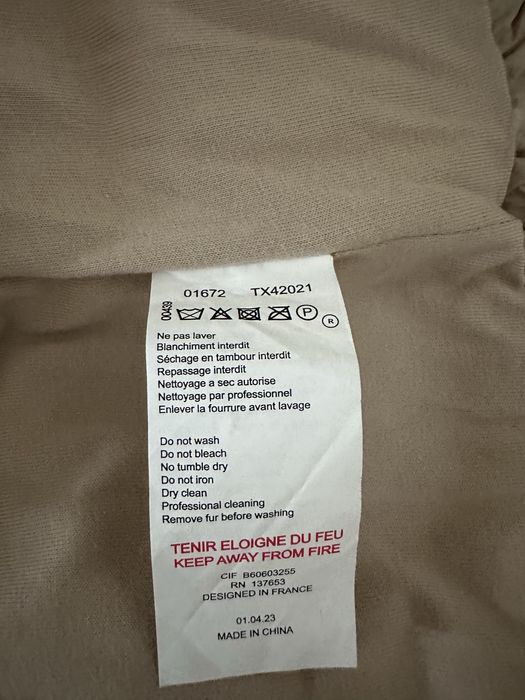 01672 TX42021
00439
P
R
Ne pas laver
Blanchiment interdit
Séchage en tambour interdit
Repassage interdit
Nettoyage a sec autorise
Nettoyage par professionnel
Enlever la fourrure avant lavage
Do not wash
Do not bleach
No tumble dry
Do not iron
Dry clean
Professional cleaning
Remove fur before washing
TENIR ELOIGNE DU FEU
KEEP AWAY FROM FIRE
CIF B60603255
RN 137653
DESIGNED IN FRANCE
01.04.23
MADE IN CHINA